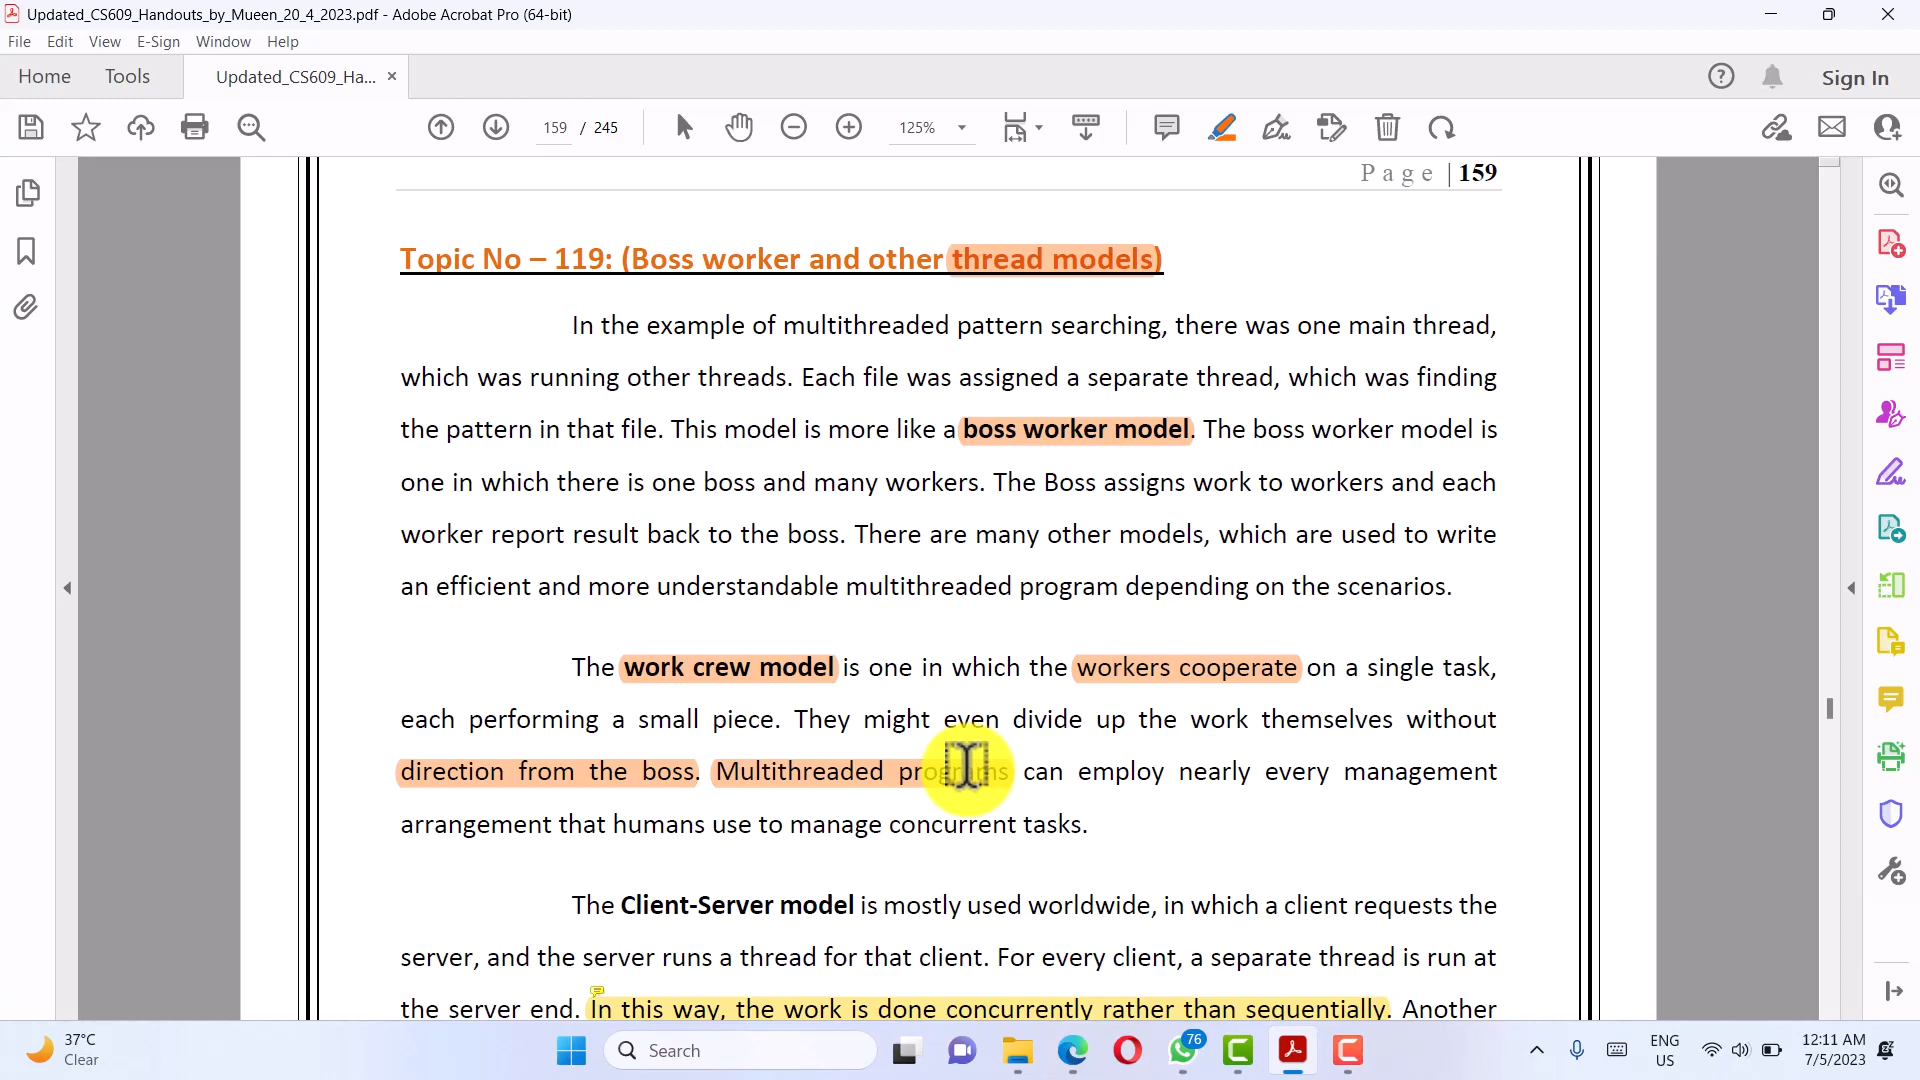 Updated_CS609_Handouts_by_Mueen_20_4_2023.pdf - Adobe Acrobat Pro (64-bit)
File Edit View E-Sign Window Help
Home Tools Updated_CS609_Ha... × Sign In
159 / 245 125%
Page | 159
Topic No – 119: (Boss worker and other thread models)
In the example of multithreaded pattern searching, there was one main thread,
which was running other threads. Each file was assigned a separate thread, which was finding
the pattern in that file. This model is more like a boss worker model. The boss worker model is
one in which there is one boss and many workers. The Boss assigns work to workers and each
worker report result back to the boss. There are many other models, which are used to write
an efficient and more understandable multithreaded program depending on the scenarios.
The work crew model is one in which the workers cooperate on a single task,
each performing a small piece. They might even divide up the work themselves without
direction from the boss. Multithreaded programs can employ nearly every management
arrangement that humans use to manage concurrent tasks.
The Client-Server model is mostly used worldwide, in which a client requests the
server, and the server runs a thread for that client. For every client, a separate thread is run at
the server end. In this way, the work is done concurrently rather than sequentially. Another
37°C
Clear
Search
76
ENG
US
12:11 AM
7/5/2023